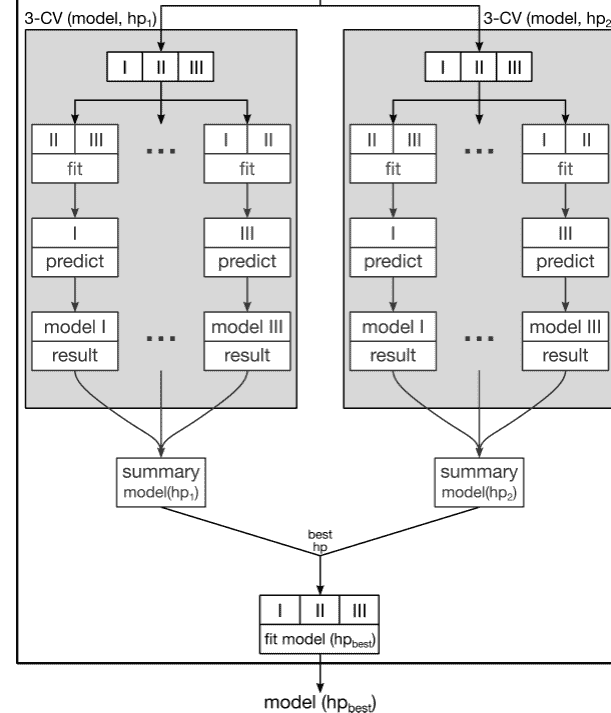 3-CV (model, hp1)
3-CV (model, hp2
I II III
I II III
II III ... I II
fit fit
II III ... I II
fit fit
I III
predict predict
I III
predict predict
model I ... model III
result result
model I ... model III
result result
summary
model(hp1)
summary
model(hp2)
best
hp
I II III
fit model (hpbest)
model (hpbest)